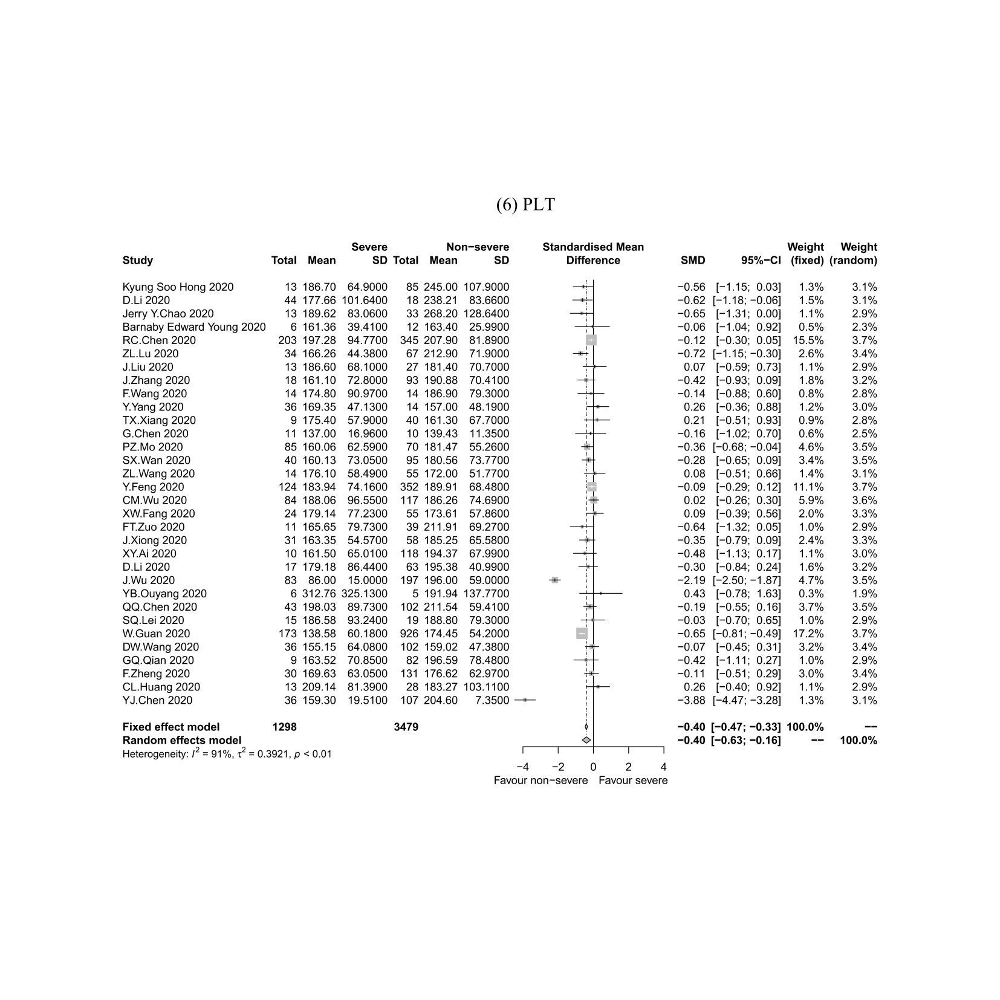 (6) PLT
Severe Non−severe Standardised Mean Weight Weight
Study Total Mean SD Total Mean SD Difference SMD 95%−CI (fixed) (random)
Kyung Soo Hong 2020 13 186.70 64.9000 85 245.00 107.9000 −0.56 [−1.15; 0.03] 1.3% 3.1%
D.Li 2020 44 177.66 101.6400 18 238.21 83.6600 −0.62 [−1.18; −0.06] 1.5% 3.1%
Jerry Y.Chao 2020 13 189.62 83.0600 33 268.20 128.6400 −0.65 [−1.31; 0.00] 1.1% 2.9%
Barnaby Edward Young 2020 6 161.36 39.4100 12 163.40 25.9900 −0.06 [−1.04; 0.92] 0.5% 2.3%
RC.Chen 2020 203 197.28 94.7700 345 207.90 81.8900 −0.12 [−0.30; 0.05] 15.5% 3.7%
ZL.Lu 2020 34 166.26 44.3800 67 212.90 71.9000 −0.72 [−1.15; −0.30] 2.6% 3.4%
J.Liu 2020 13 186.60 68.1000 27 181.40 70.7000 0.07 [−0.59; 0.73] 1.1% 2.9%
J.Zhang 2020 18 161.10 72.8000 93 190.88 70.4100 −0.42 [−0.93; 0.09] 1.8% 3.2%
F.Wang 2020 14 174.80 90.9700 14 186.90 79.3000 −0.14 [−0.88; 0.60] 0.8% 2.8%
Y.Yang 2020 36 169.35 47.1300 14 157.00 48.1900 0.26 [−0.36; 0.88] 1.2% 3.0%
TX.Xiang 2020 9 175.40 57.9000 40 161.30 67.7000 0.21 [−0.51; 0.93] 0.9% 2.8%
G.Chen 2020 11 137.00 16.9600 10 139.43 11.3500 −0.16 [−1.02; 0.70] 0.6% 2.5%
PZ.Mo 2020 85 160.06 62.5900 70 181.47 55.2600 −0.36 [−0.68; −0.04] 4.6% 3.5%
SX.Wan 2020 40 160.13 73.0500 95 180.56 73.7700 −0.28 [−0.65; 0.09] 3.4% 3.5%
ZL.Wang 2020 14 176.10 58.4900 55 172.00 51.7700 0.08 [−0.51; 0.66] 1.4% 3.1%
Y.Feng 2020 124 183.94 74.1600 352 189.91 68.4800 −0.09 [−0.29; 0.12] 11.1% 3.7%
CM.Wu 2020 84 188.06 96.5500 117 186.26 74.6900 0.02 [−0.26; 0.30] 5.9% 3.6%
XW.Fang 2020 24 179.14 77.2300 55 173.61 57.8600 0.09 [−0.39; 0.56] 2.0% 3.3%
FT.Zuo 2020 11 165.65 79.7300 39 211.91 69.2700 −0.64 [−1.32; 0.05] 1.0% 2.9%
J.Xiong 2020 31 163.35 54.5700 58 185.25 65.5800 −0.35 [−0.79; 0.09] 2.4% 3.3%
XY.Ai 2020 10 161.50 65.0100 118 194.37 67.9900 −0.48 [−1.13; 0.17] 1.1% 3.0%
D.Li 2020 17 179.18 86.4400 63 195.38 40.9900 −0.30 [−0.84; 0.24] 1.6% 3.2%
J.Wu 2020 83 86.00 15.0000 197 196.00 59.0000 −2.19 [−2.50; −1.87] 4.7% 3.5%
YB.Ouyang 2020 6 312.76 325.1300 5 191.94 137.7700 0.43 [−0.78; 1.63] 0.3% 1.9%
QQ.Chen 2020 43 198.03 89.7300 102 211.54 59.4100 −0.19 [−0.55; 0.16] 3.7% 3.5%
SQ.Lei 2020 15 186.58 93.2400 19 188.80 79.3000 −0.03 [−0.70; 0.65] 1.0% 2.9%
W.Guan 2020 173 138.58 60.1800 926 174.45 54.2000 −0.65 [−0.81; −0.49] 17.2% 3.7%
DW.Wang 2020 36 155.15 64.0800 102 159.02 47.3800 −0.07 [−0.45; 0.31] 3.2% 3.4%
GQ.Qian 2020 9 163.52 70.8500 82 196.59 78.4800 −0.42 [−1.11; 0.27] 1.0% 2.9%
F.Zheng 2020 30 169.63 63.0500 131 176.62 62.9700 −0.11 [−0.51; 0.29] 3.0% 3.4%
CL.Huang 2020 13 209.14 81.3900 28 183.27 103.1100 0.26 [−0.40; 0.92] 1.1% 2.9%
YJ.Chen 2020 36 159.30 19.5100 107 204.60 7.3500 −3.88 [−4.47; −3.28] 1.3% 3.1%
Fixed effect model 1298 3479 −0.40 [−0.47; −0.33] 100.0% −−
Random effects model −0.40 [−0.63; −0.16] −− 100.0%
Heterogeneity: I² = 91%, τ² = 0.3921, p < 0.01
−4 −2 0 2 4
Favour non−severe Favour severe